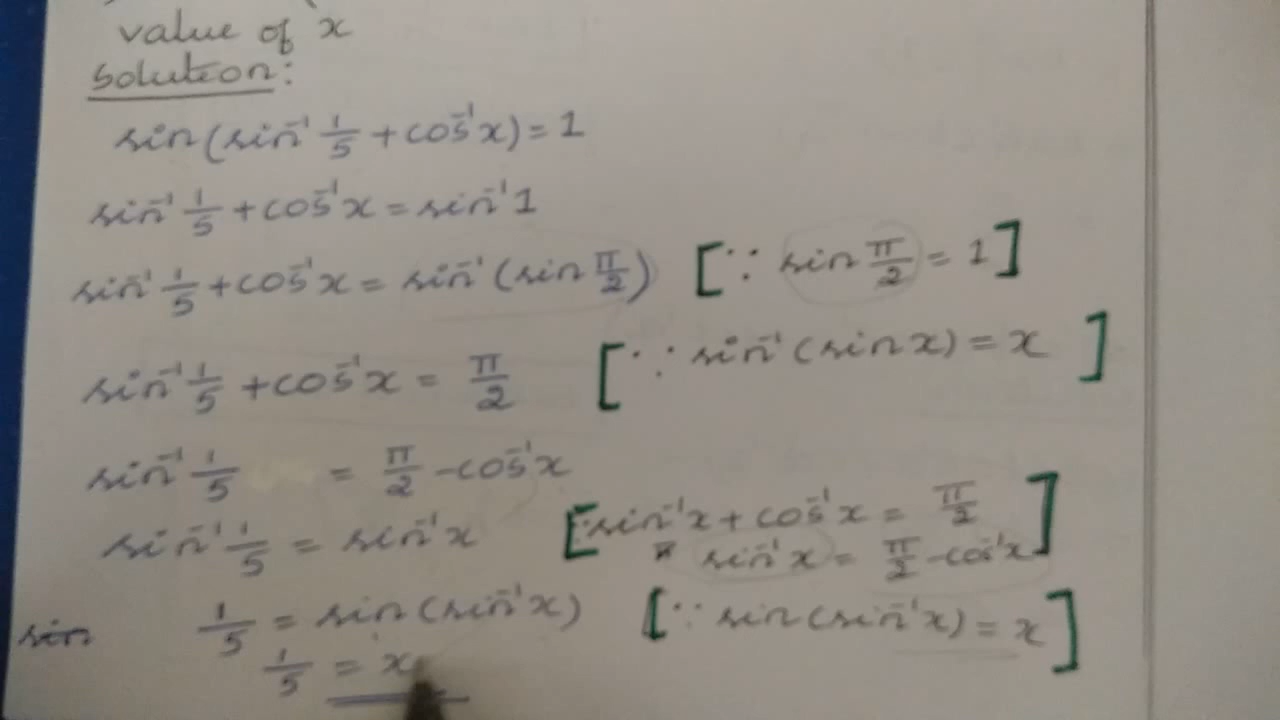 value of x
Solution:
sin(sin⁻¹ 1/5 + cos⁻¹x) = 1
sin⁻¹ 1/5 + cos⁻¹x = sin⁻¹1
sin⁻¹ 1/5 + cos⁻¹x = sin⁻¹(sin π/2) [∵ sin π/2 = 1]
sin⁻¹ 1/5 + cos⁻¹x = π/2 [∵ sin⁻¹(sin x) = x]
sin⁻¹ 1/5 = π/2 - cos⁻¹x
sin⁻¹ 1/5 = sin⁻¹x [∵ sin⁻¹x + cos⁻¹x = π/2
sin⁻¹x = π/2 - cos⁻¹x]
sin 1/5 = sin(sin⁻¹x) [∵ sin(sin⁻¹x) = x]
1/5 = x